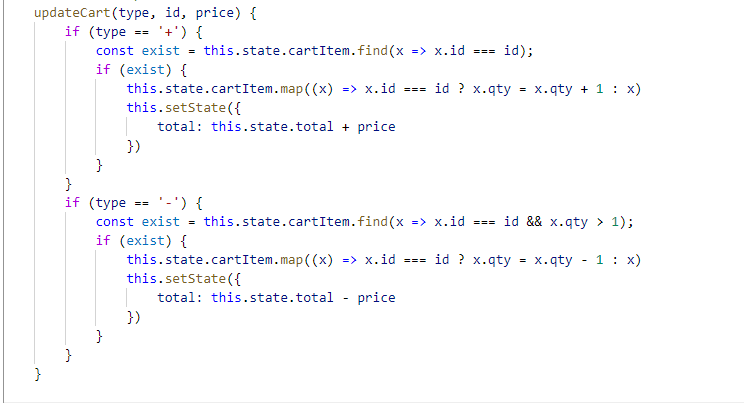 updateCart(type, id, price) {
if (type == '+') {
const exist = this.state.cartItem.find(x => x.id === id);
if (exist) {
this.state.cartItem.map((x) => x.id === id ? x.qty = x.qty + 1 : x)
this.setState({
total: this.state.total + price
})
}
}
if (type == '-') {
const exist = this.state.cartItem.find(x => x.id === id && x.qty > 1);
if (exist) {
this.state.cartItem.map((x) => x.id === id ? x.qty = x.qty - 1 : x)
this.setState({
total: this.state.total - price
})
}
}
}